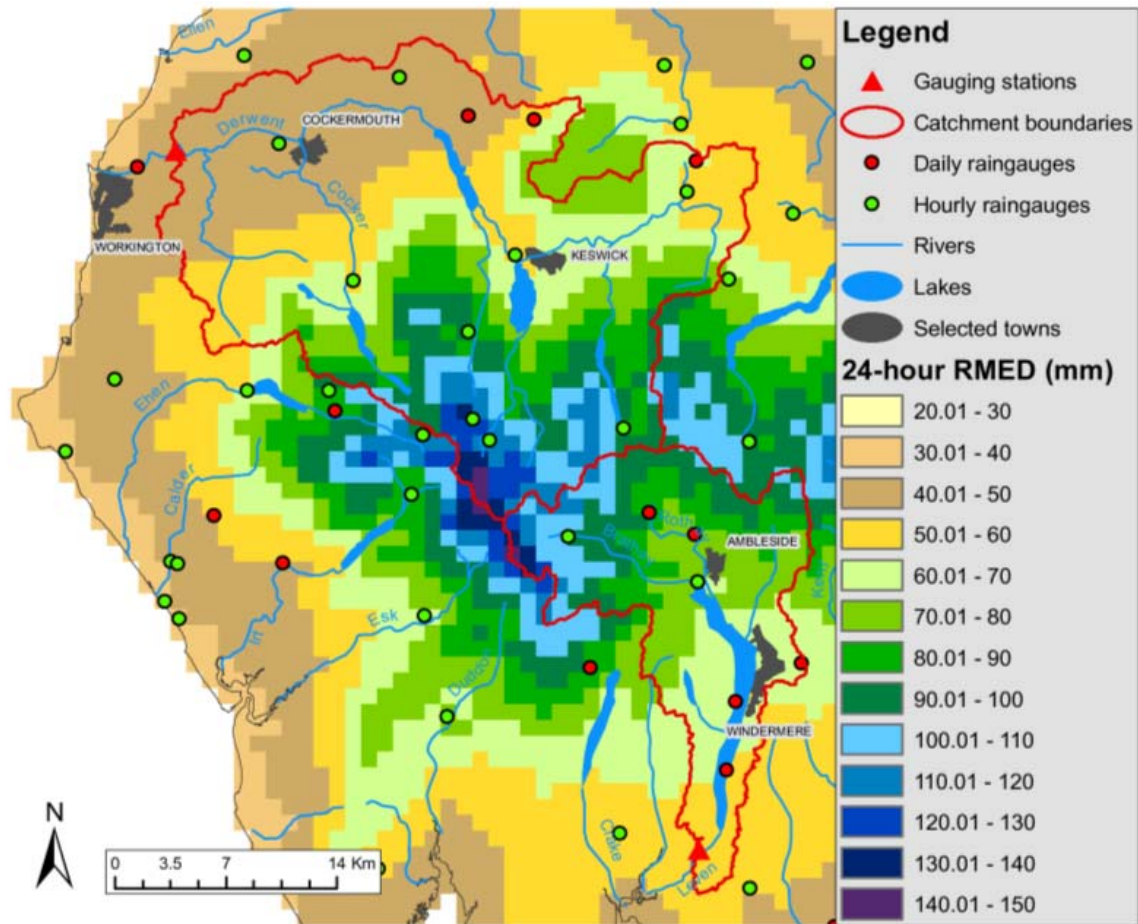 Ellen
Derwent
COCKERMOUTH
Cocker
WORKINGTON
KESWICK
Ehen
Calder
Rothay
Brathay
AMBLESIDE
Kent
Irt
Esk
Duddon
WINDERMERE
Crake
Leven
N
0 3.5 7 14 Km
Legend
Gauging stations
Catchment boundaries
Daily raingauges
Hourly raingauges
Rivers
Lakes
Selected towns
24-hour RMED (mm)
20.01 - 30
30.01 - 40
40.01 - 50
50.01 - 60
60.01 - 70
70.01 - 80
80.01 - 90
90.01 - 100
100.01 - 110
110.01 - 120
120.01 - 130
130.01 - 140
140.01 - 150